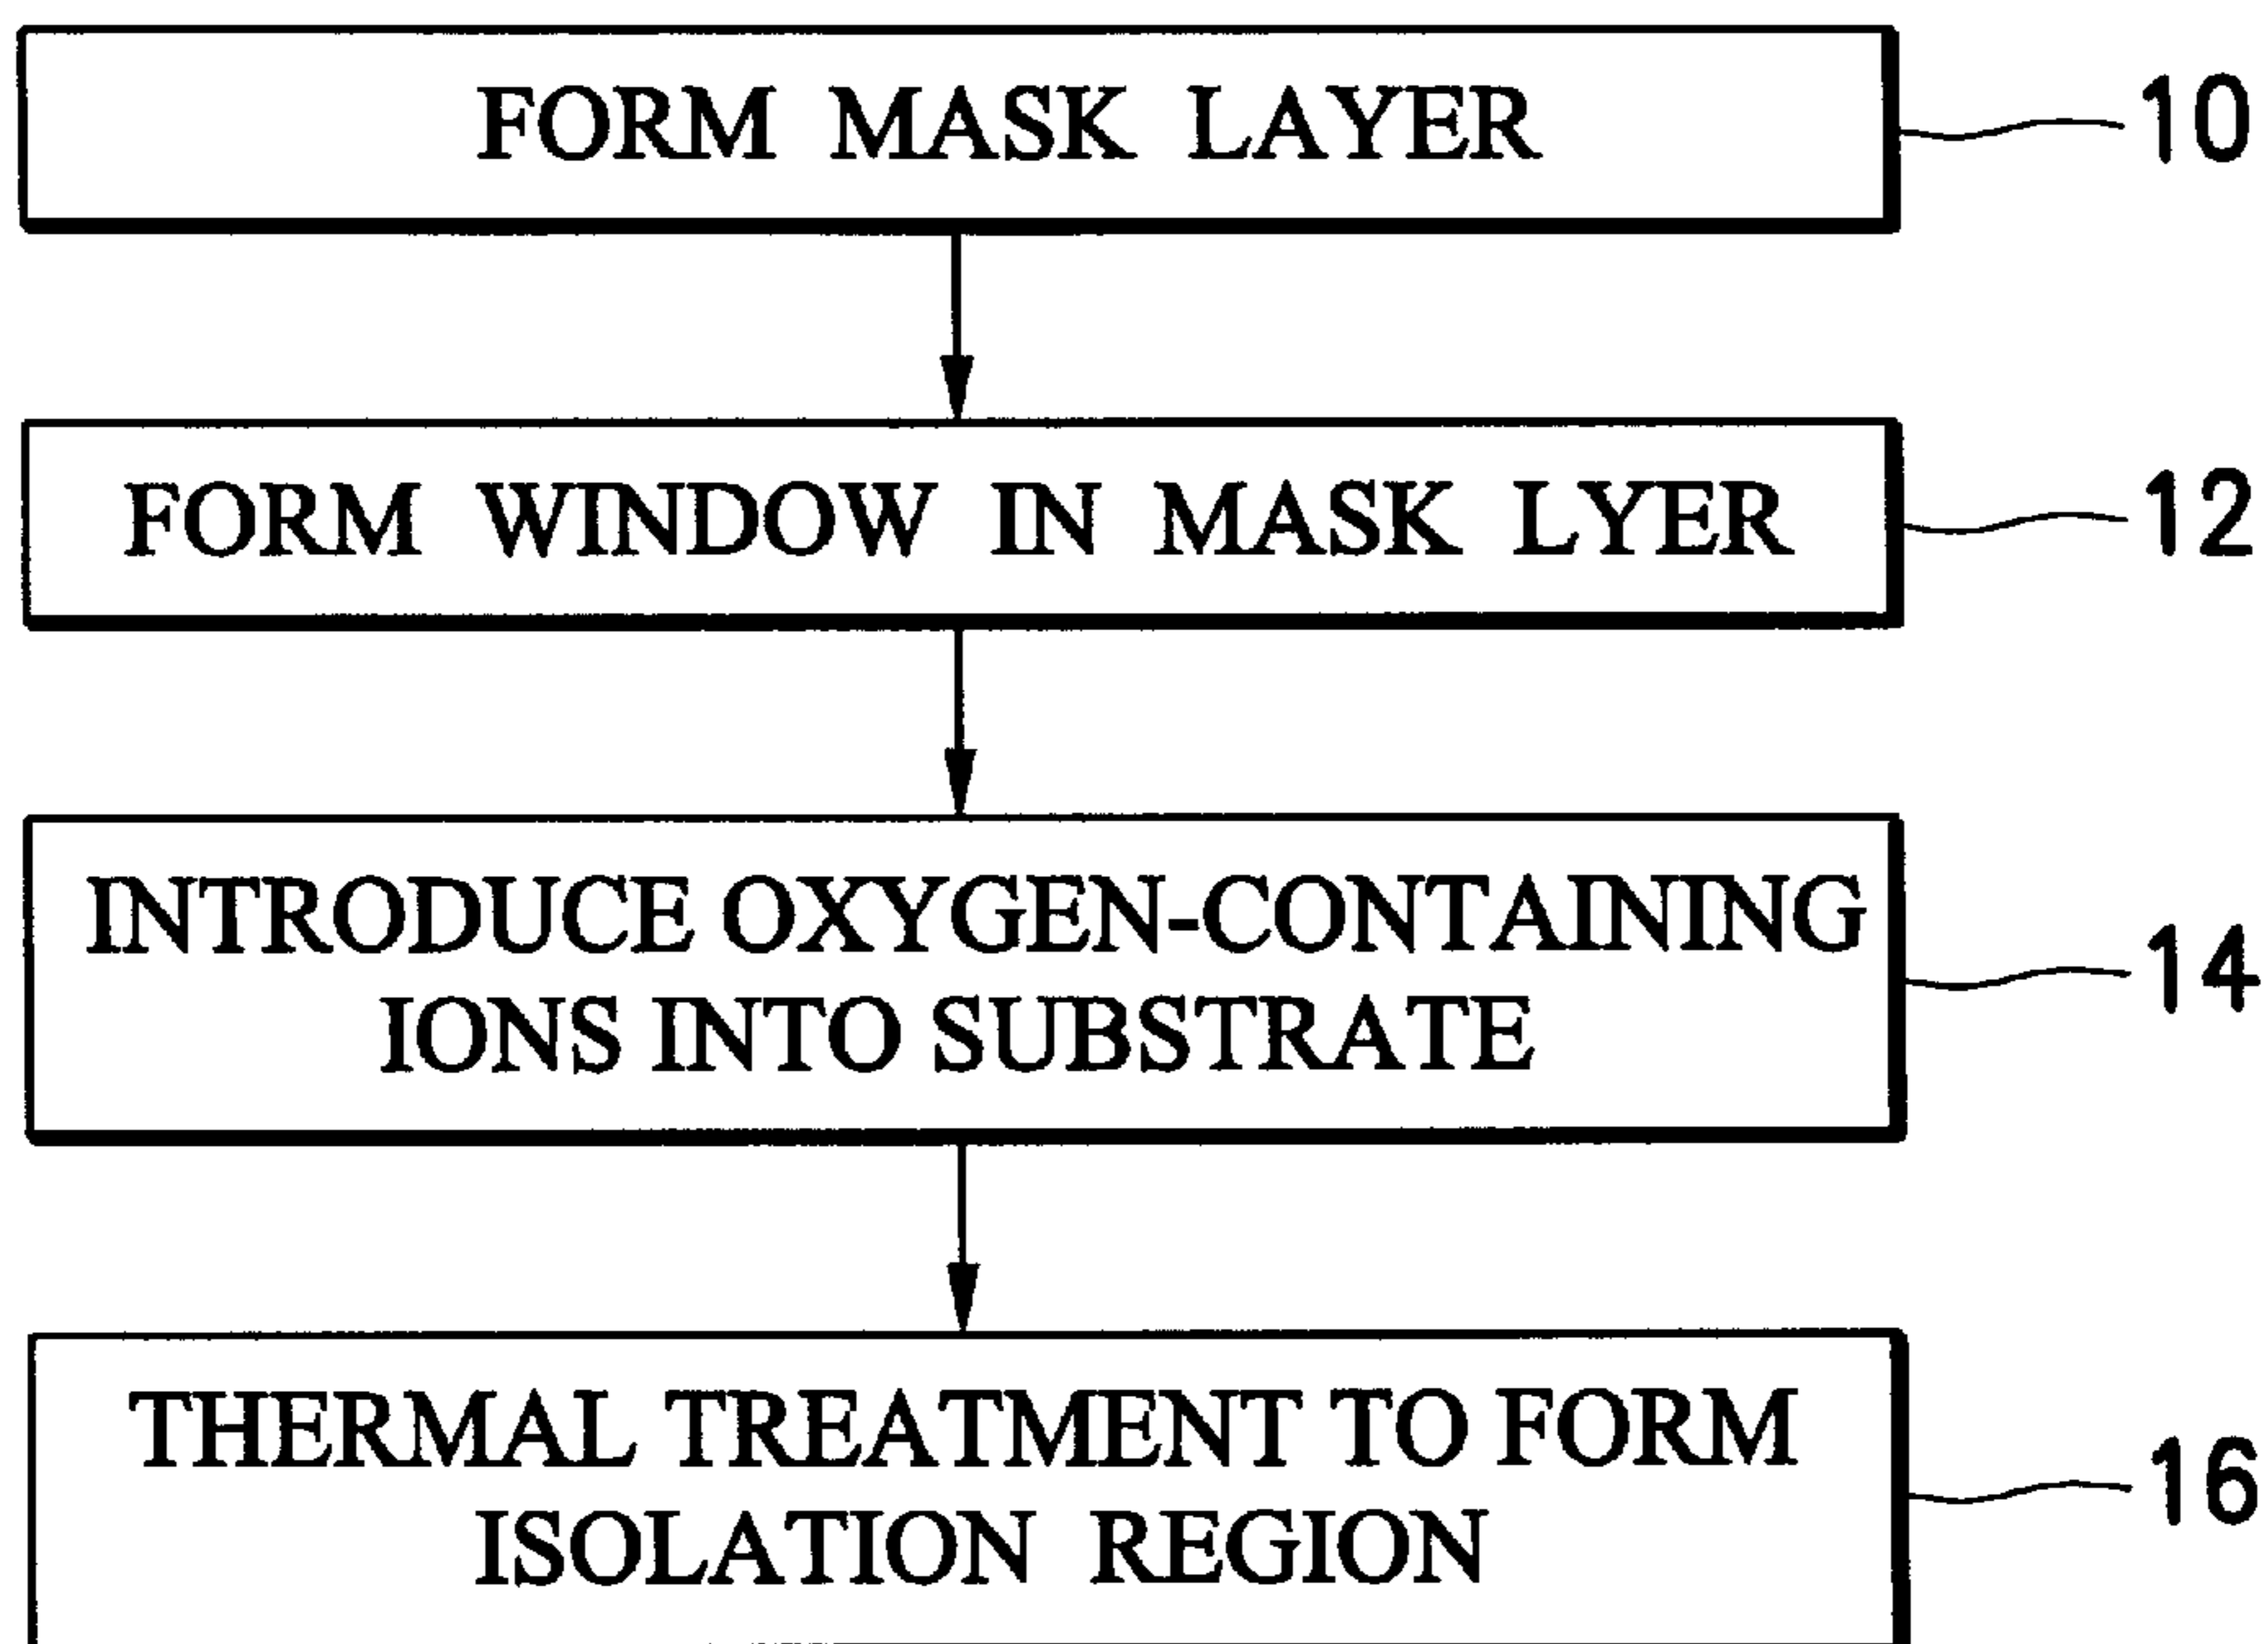 FORM MASK LAYER
10
FORM WINDOW IN MASK LYER
12
INTRODUCE OXYGEN-CONTAINING
IONS INTO SUBSTRATE
14
THERMAL TREATMENT TO FORM
ISOLATION REGION
16